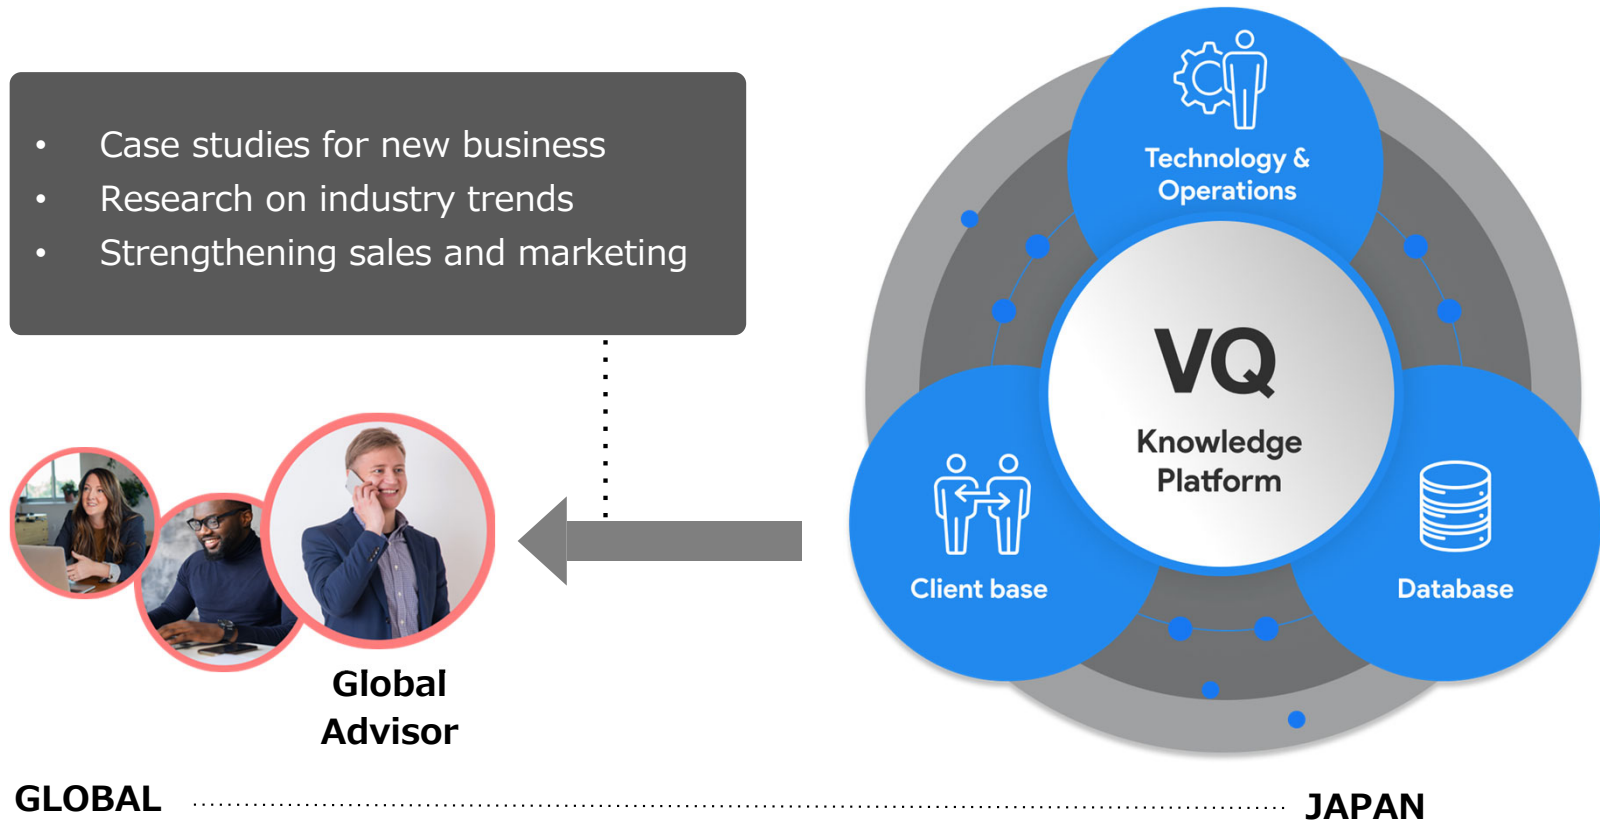 • Case studies for new business
• Research on industry trends
• Strengthening sales and marketing
Global
Advisor
Technology &
Operations
VQ
Knowledge
Platform
Client base
Database
GLOBAL
JAPAN